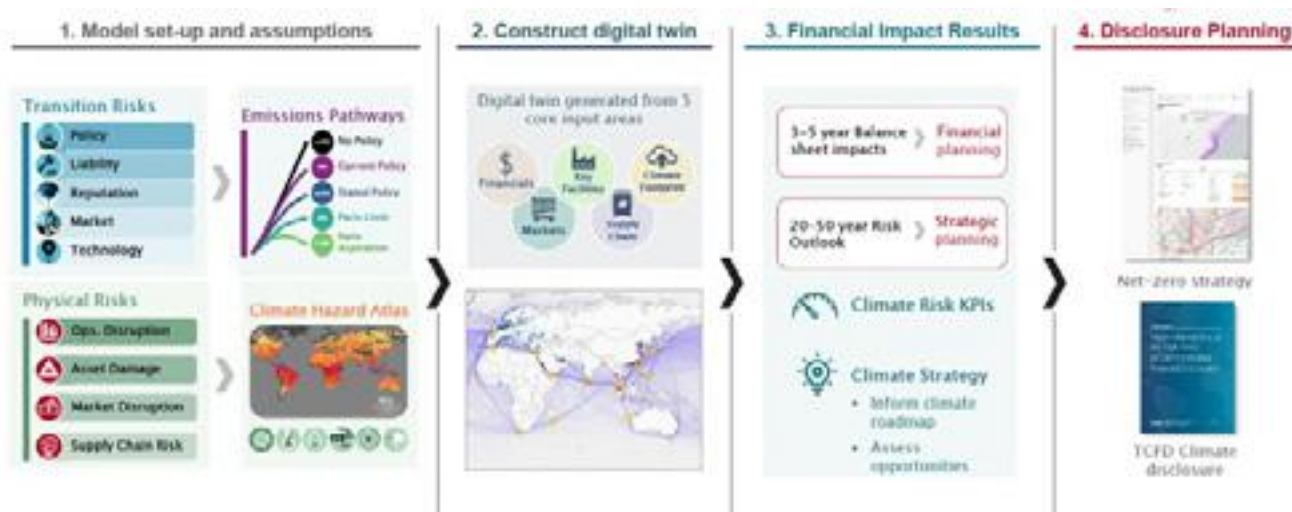 1. Model set-up and assumptions
Transition Risks
Policy
Liability
Reputation
Market
Technology
Emissions Pathways
No Policy
Current Policy
Stated Policy
Paris Limit
Paris
Aspiration
Physical Risks
Ops. Disruption
Asset Damage
Market Disruption
Supply Chain Risk
Climate Hazard Atlas
2. Construct digital twin
Digital twin generated from 5
core input areas
Financials
Key
Facilities
Climate
Footprint
Markets
Supply
Chain
3. Financial Impact Results
3-5 year Balance
sheet impacts
Financial
planning
20-50 year Risk
Outlook
Strategic
planning
Climate Risk KPIs
Climate Strategy
• Inform climate
roadmap
• Assess
opportunities
4. Disclosure Planning
Net-zero strategy
TCFD Climate
disclosure